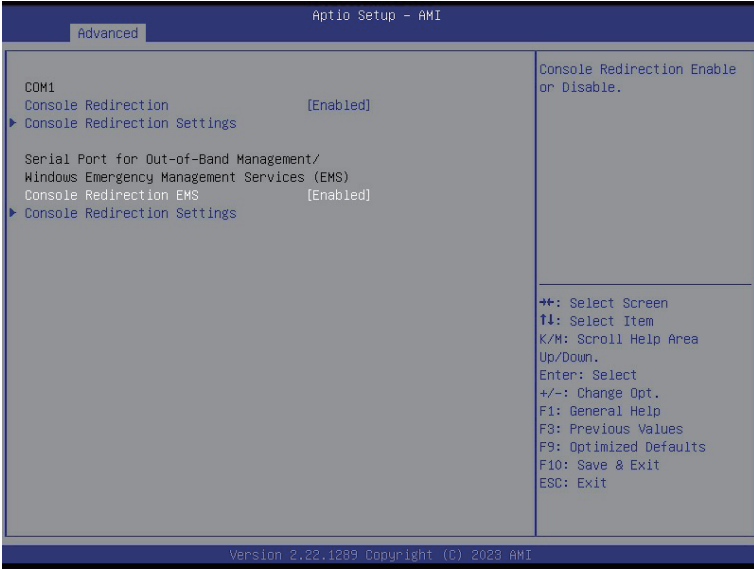 Aptio Setup – AMI
Advanced
COM1
Console Redirection [Enabled]
▶ Console Redirection Settings
Serial Port for Out-of-Band Management/
Windows Emergency Management Services (EMS)
Console Redirection EMS [Enabled]
▶ Console Redirection Settings
Console Redirection Enable
or Disable.
→←: Select Screen
↑↓: Select Item
K/M: Scroll Help Area
Up/Down.
Enter: Select
+/-: Change Opt.
F1: General Help
F3: Previous Values
F9: Optimized Defaults
F10: Save & Exit
ESC: Exit
Version 2.22.1289 Copyright (C) 2023 AMI